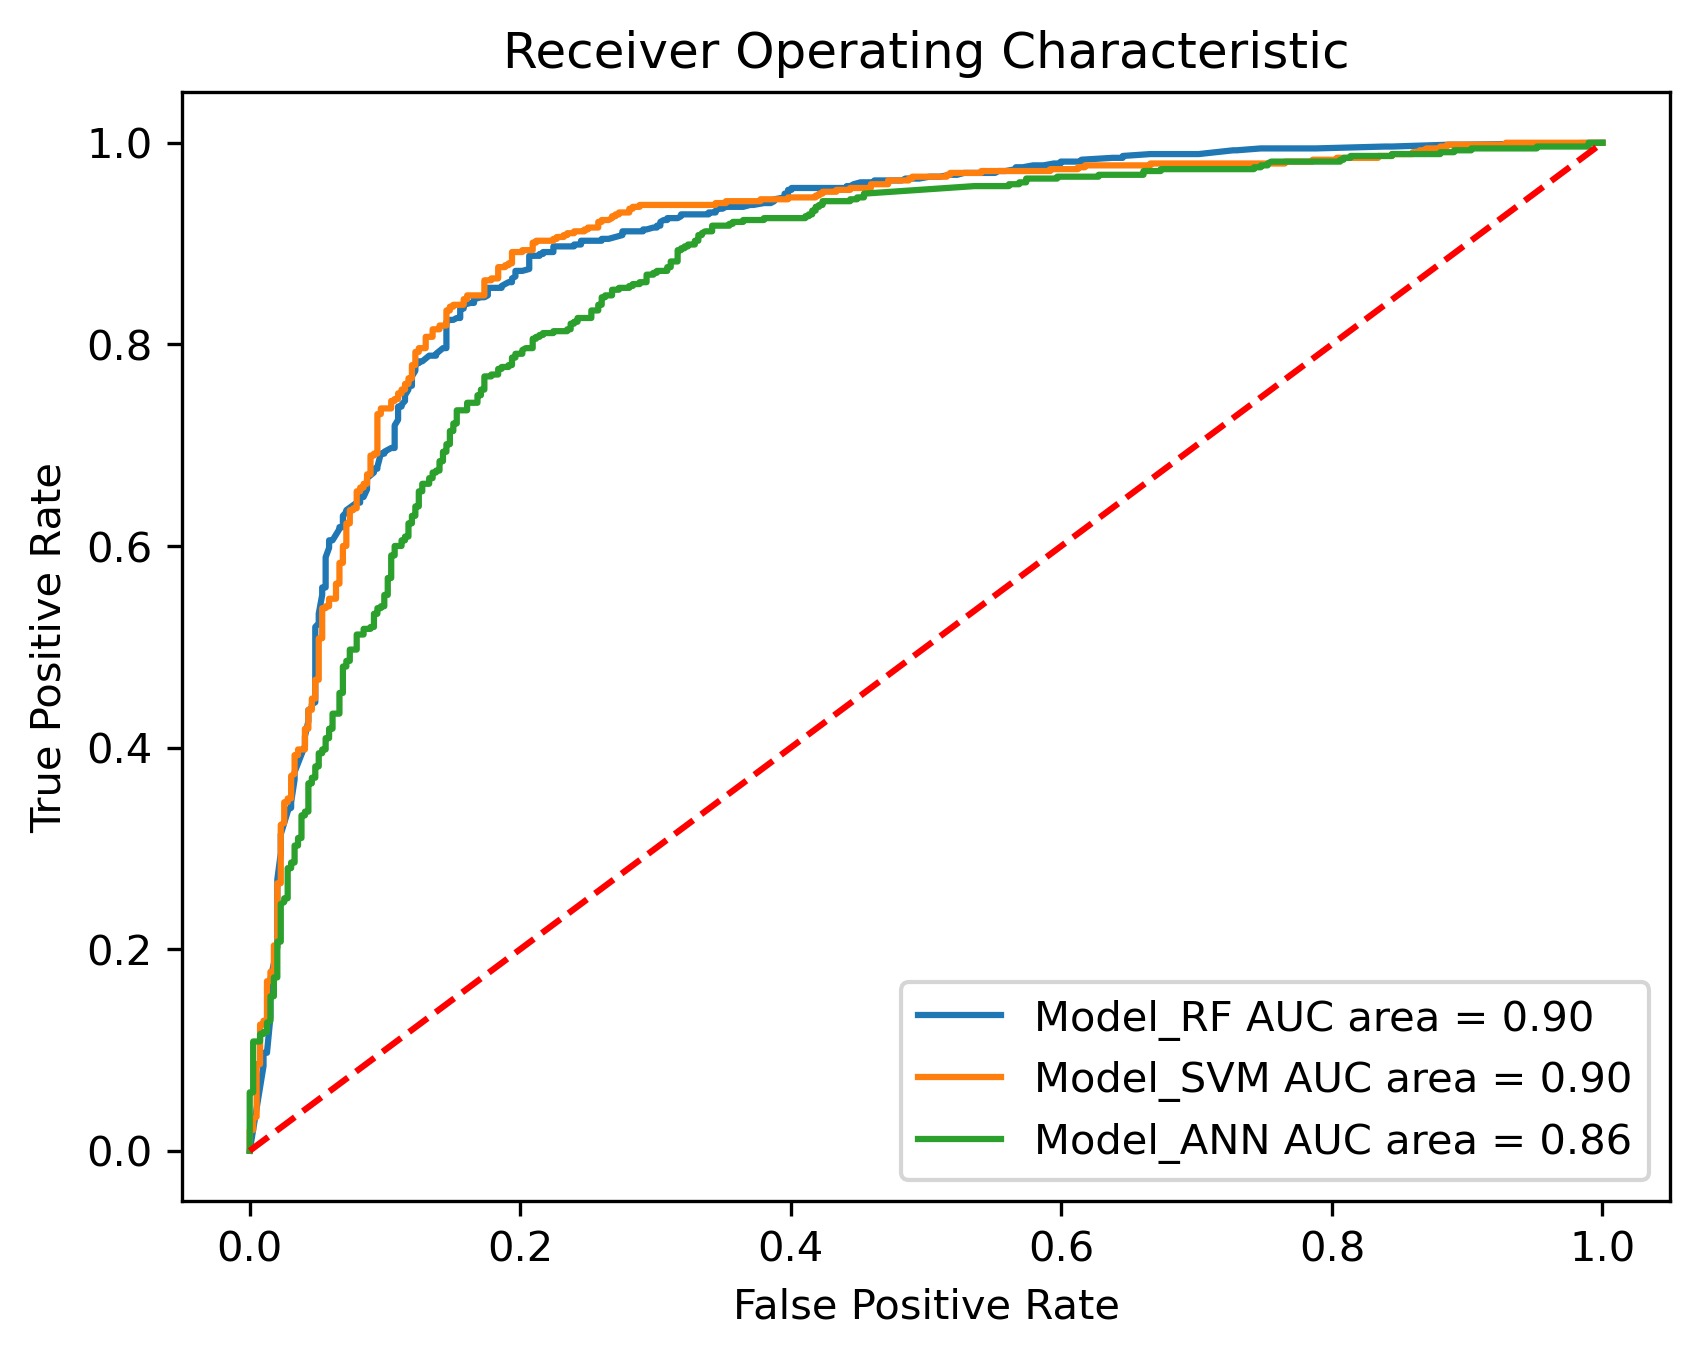 Receiver Operating Characteristic
1.0
0.8
0.6
0.4
0.2
0.0
True Positive Rate
Model_RF AUC area = 0.90
Model_SVM AUC area = 0.90
Model_ANN AUC area = 0.86
0.0 0.2 0.4 0.6 0.8 1.0
False Positive Rate